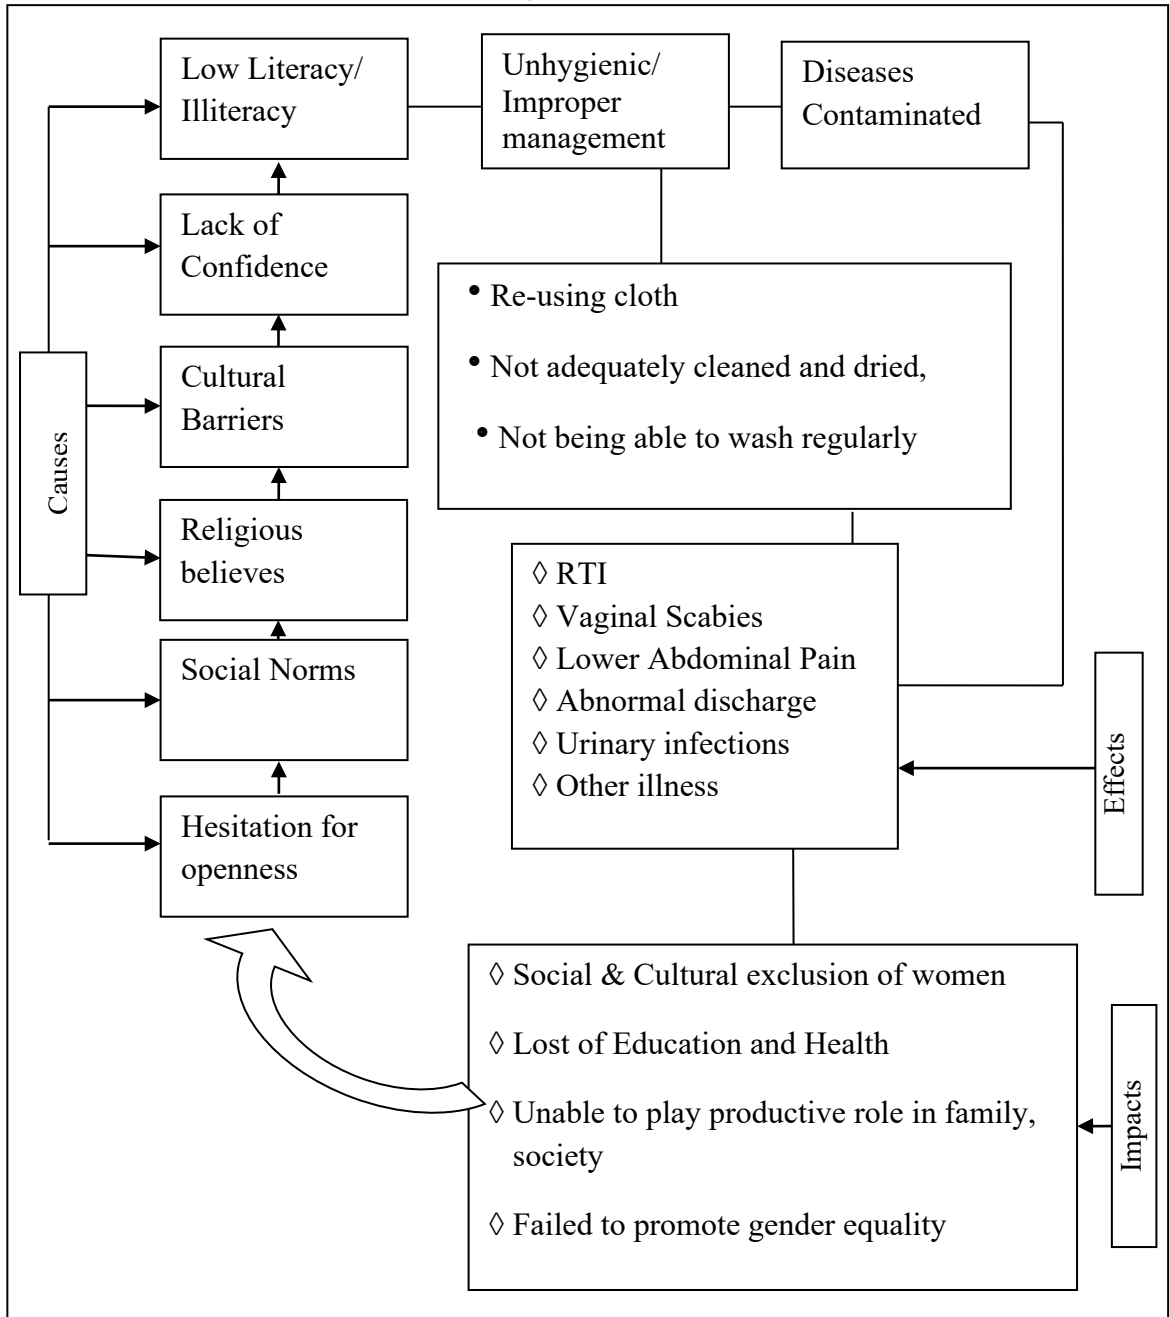 Low Literacy/
Illiteracy
Unhygienic/
Improper
management
Diseases
Contaminated
Lack of
Confidence
• Re-using cloth
• Not adequately cleaned and dried,
• Not being able to wash regularly
Cultural
Barriers
Causes
Religious
believes
◊ RTI
◊ Vaginal Scabies
◊ Lower Abdominal Pain
◊ Abnormal discharge
◊ Urinary infections
◊ Other illness
Social Norms
Effects
Hesitation for
openness
◊ Social & Cultural exclusion of women
◊ Lost of Education and Health
◊ Unable to play productive role in family,
society
◊ Failed to promote gender equality
Impacts